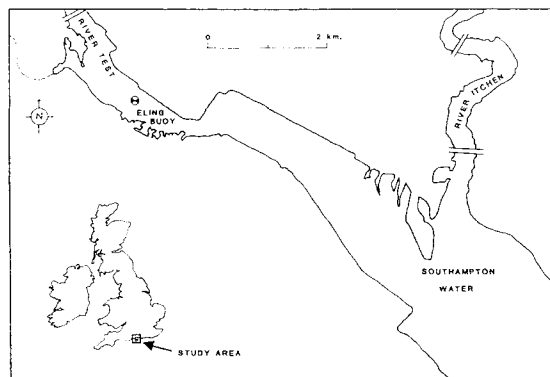 RIVER TEST
0
2 km.
RIVER ITCHEN
ELING
BUOY
N
SOUTHAMPTON
WATER
STUDY AREA